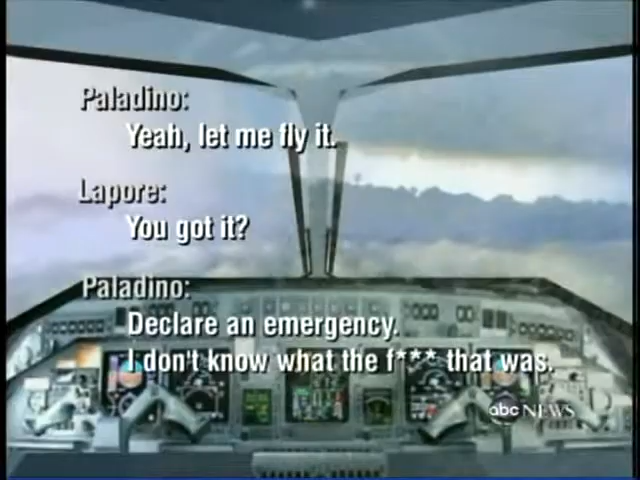 Paladino:
Yeah, let me fly it.
Lapore:
You got it?
Paladino:
Declare an emergency.
I don't know what the f*** that was.
abc NEWS